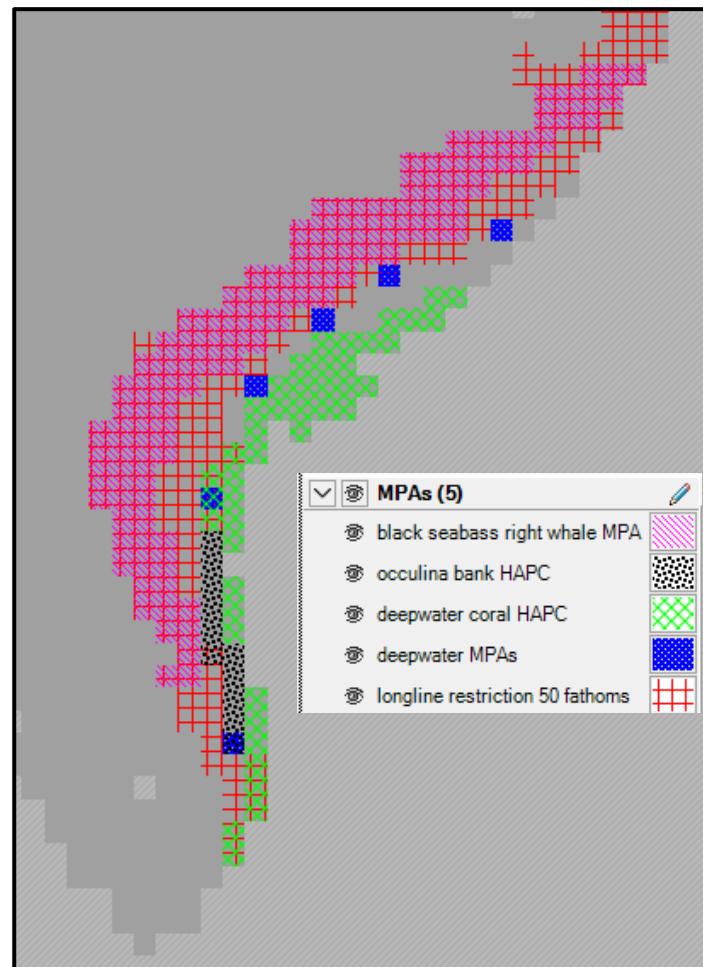 MPAs (5)
black seabass right whale MPA
occulina bank HAPC
deepwater coral HAPC
deepwater MPAs
longline restriction 50 fathoms